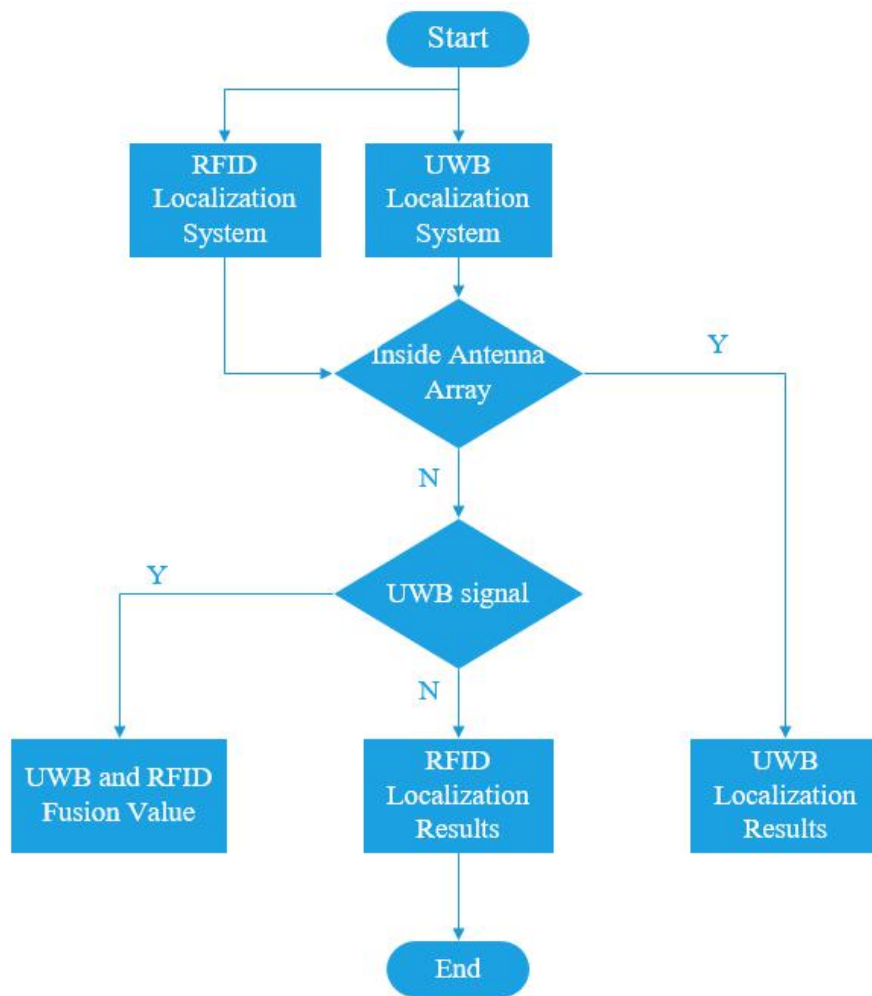 Start
RFID
Localization
System
UWB
Localization
System
Inside Antenna
Array
Y
N
UWB signal
Y
N
UWB and RFID
Fusion Value
RFID
Localization
Results
UWB
Localization
Results
End